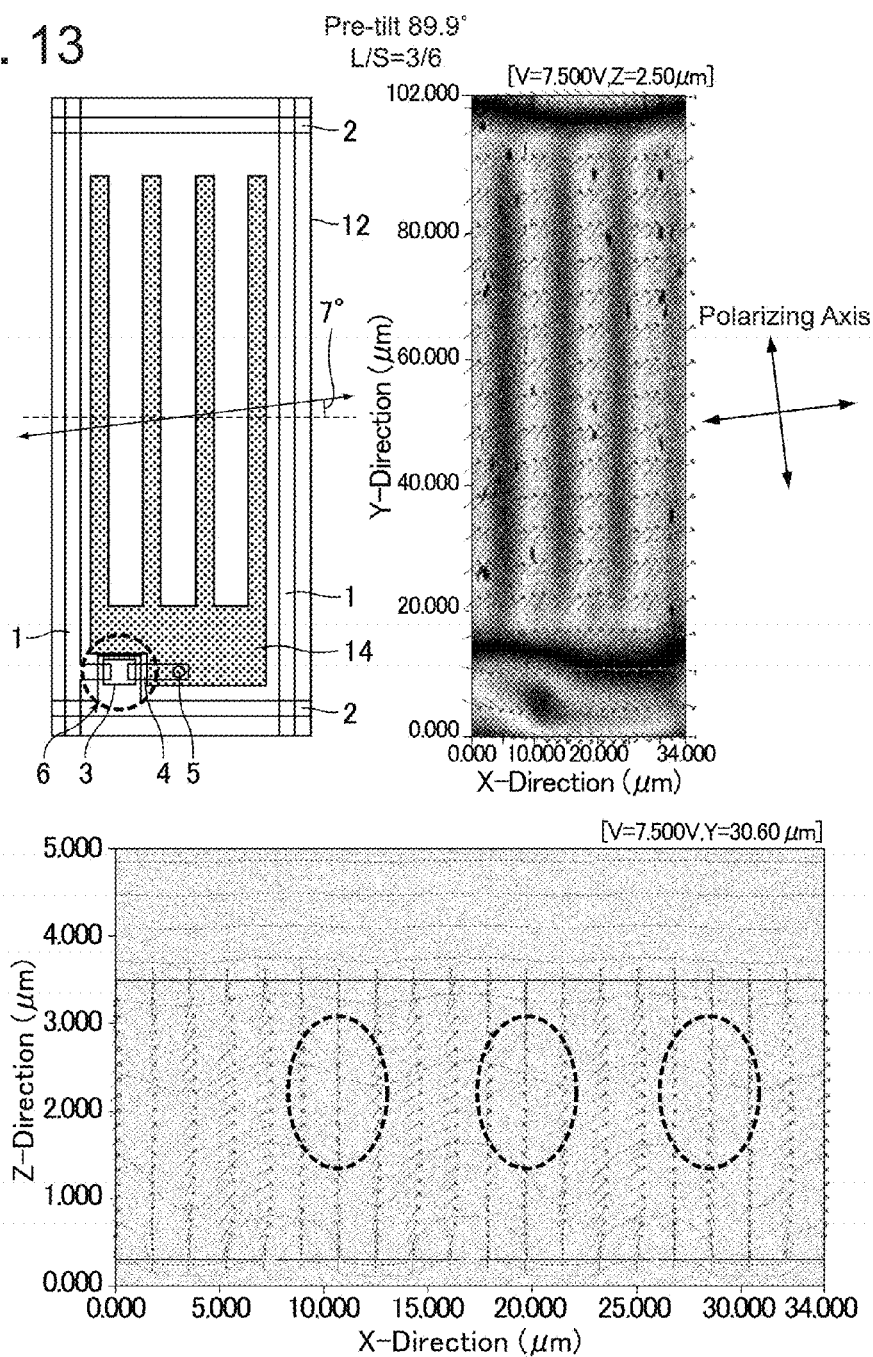 . 13
Pre-tilt 89.9°
L/S=3/6
[V=7.500V,Z=2.50μm]
2
12
7°
1
1
14
2
6 3 4 5
102.000
80.000
60.000
40.000
20.000
0.000
Y-Direction (μm)
0.000 10.000 20.000 34.000
X-Direction (μm)
Polarizing Axis
[V=7.500V,Y=30.60 μm]
5.000
4.000
3.000
2.000
1.000
0.000
Z-Direction (μm)
0.000 5.000 10.000 15.000 20.000 25.000 30.000 34.000
X-Direction (μm)